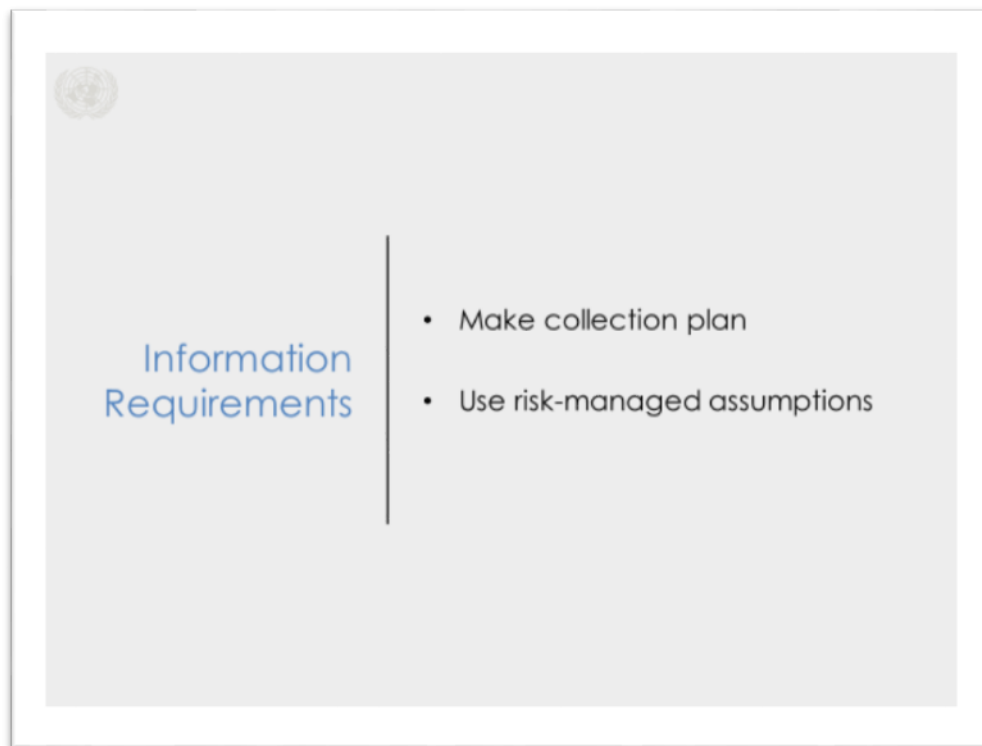 Information
Requirements
• Make collection plan
• Use risk-managed assumptions